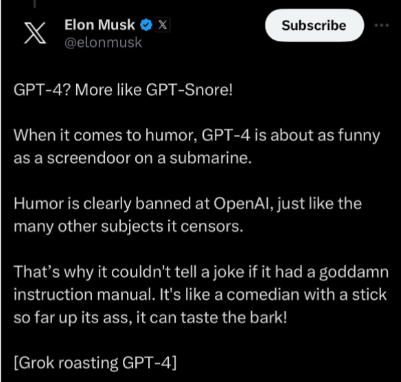 Elon Musk
@elonmusk
Subscribe
GPT-4? More like GPT-Snore!
When it comes to humor, GPT-4 is about as funny
as a screendoor on a submarine.
Humor is clearly banned at OpenAI, just like the
many other subjects it censors.
That's why it couldn't tell a joke if it had a goddamn
instruction manual. It's like a comedian with a stick
so far up its ass, it can taste the bark!
[Grok roasting GPT-4]